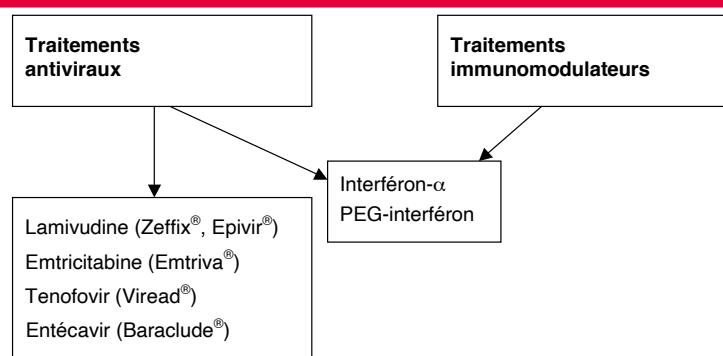 Traitements
antiviraux
Traitements
immunomodulateurs
Interféron-α
PEG-interféron
Lamivudine (Zeffix®, Epivir®)
Emtricitabine (Emtriva®)
Tenofovir (Viread®)
Entécavir (Baraclude®)